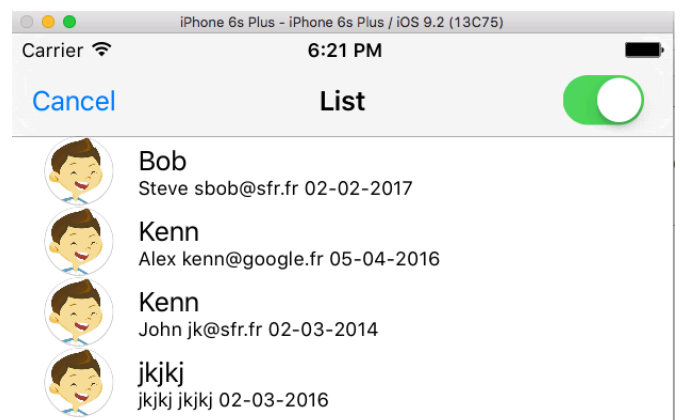 iPhone 6s Plus - iPhone 6s Plus / iOS 9.2 (13C75)
Carrier 6:21 PM
Cancel List
Bob
Steve sbob@sfr.fr 02-02-2017
Kenn
Alex kenn@google.fr 05-04-2016
Kenn
John jk@sfr.fr 02-03-2014
jkjkj
jkjkj jkjkj 02-03-2016